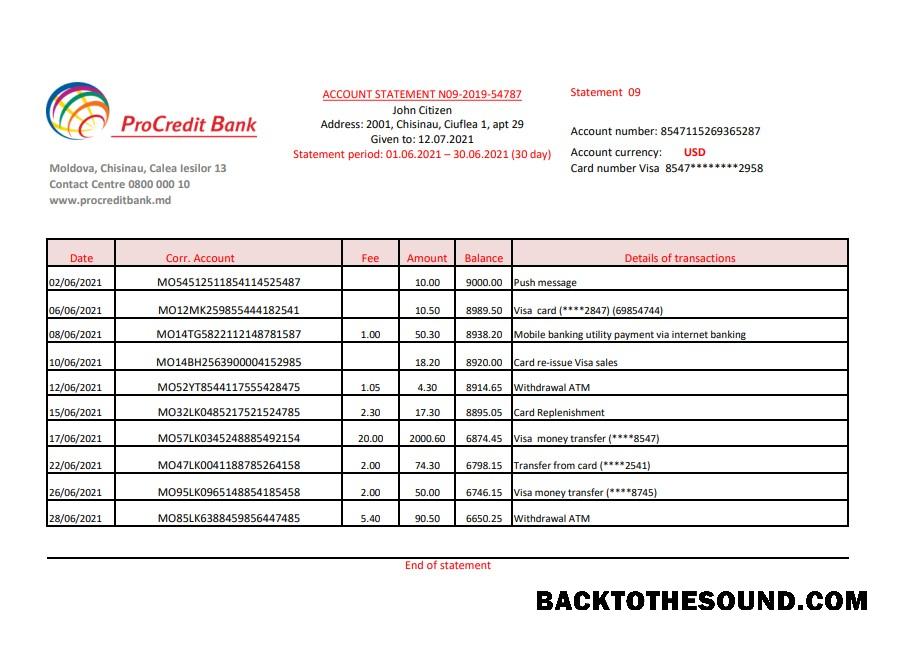 ProCredit Bank
Moldova, Chisinau, Calea Iesilor 13
Contact Centre 0800 000 10
www.procreditbank.md
ACCOUNT STATEMENT N09-2019-54787
John Citizen
Address: 2001, Chisinau, Ciuflea 1, apt 29
Given to: 12.07.2021
Statement period: 01.06.2021 – 30.06.2021 (30 day)
Statement 09
Account number: 8547115269365287
Account currency: USD
Card number Visa 8547********2958
Date Corr. Account Fee Amount Balance Details of transactions
02/06/2021 MO54512511854114525487 10.00 9000.00 Push message
06/06/2021 MO12MK259855444182541 10.50 8989.50 Visa card (****2847) (69854744)
08/06/2021 MO14TG5822112148781587 1.00 50.30 8938.20 Mobile banking utility payment via internet banking
10/06/2021 MO14BH2563900004152985 18.20 8920.00 Card re-issue Visa sales
12/06/2021 MO52YT8544117555428475 1.05 4.30 8914.65 Withdrawal ATM
15/06/2021 MO32LK0485217521524785 2.30 17.30 8895.05 Card Replenishment
17/06/2021 MO57LK0345248885492154 20.00 2000.60 6874.45 Visa money transfer (****8547)
22/06/2021 MO47LK0041188785264158 2.00 74.30 6798.15 Transfer from card (****2541)
26/06/2021 MO95LK0965148854185458 2.00 50.00 6746.15 Visa money transfer (****8745)
28/06/2021 MO85LK6388459856447485 5.40 90.50 6650.25 Withdrawal ATM
End of statement
BACKTOTHESOUND.COM